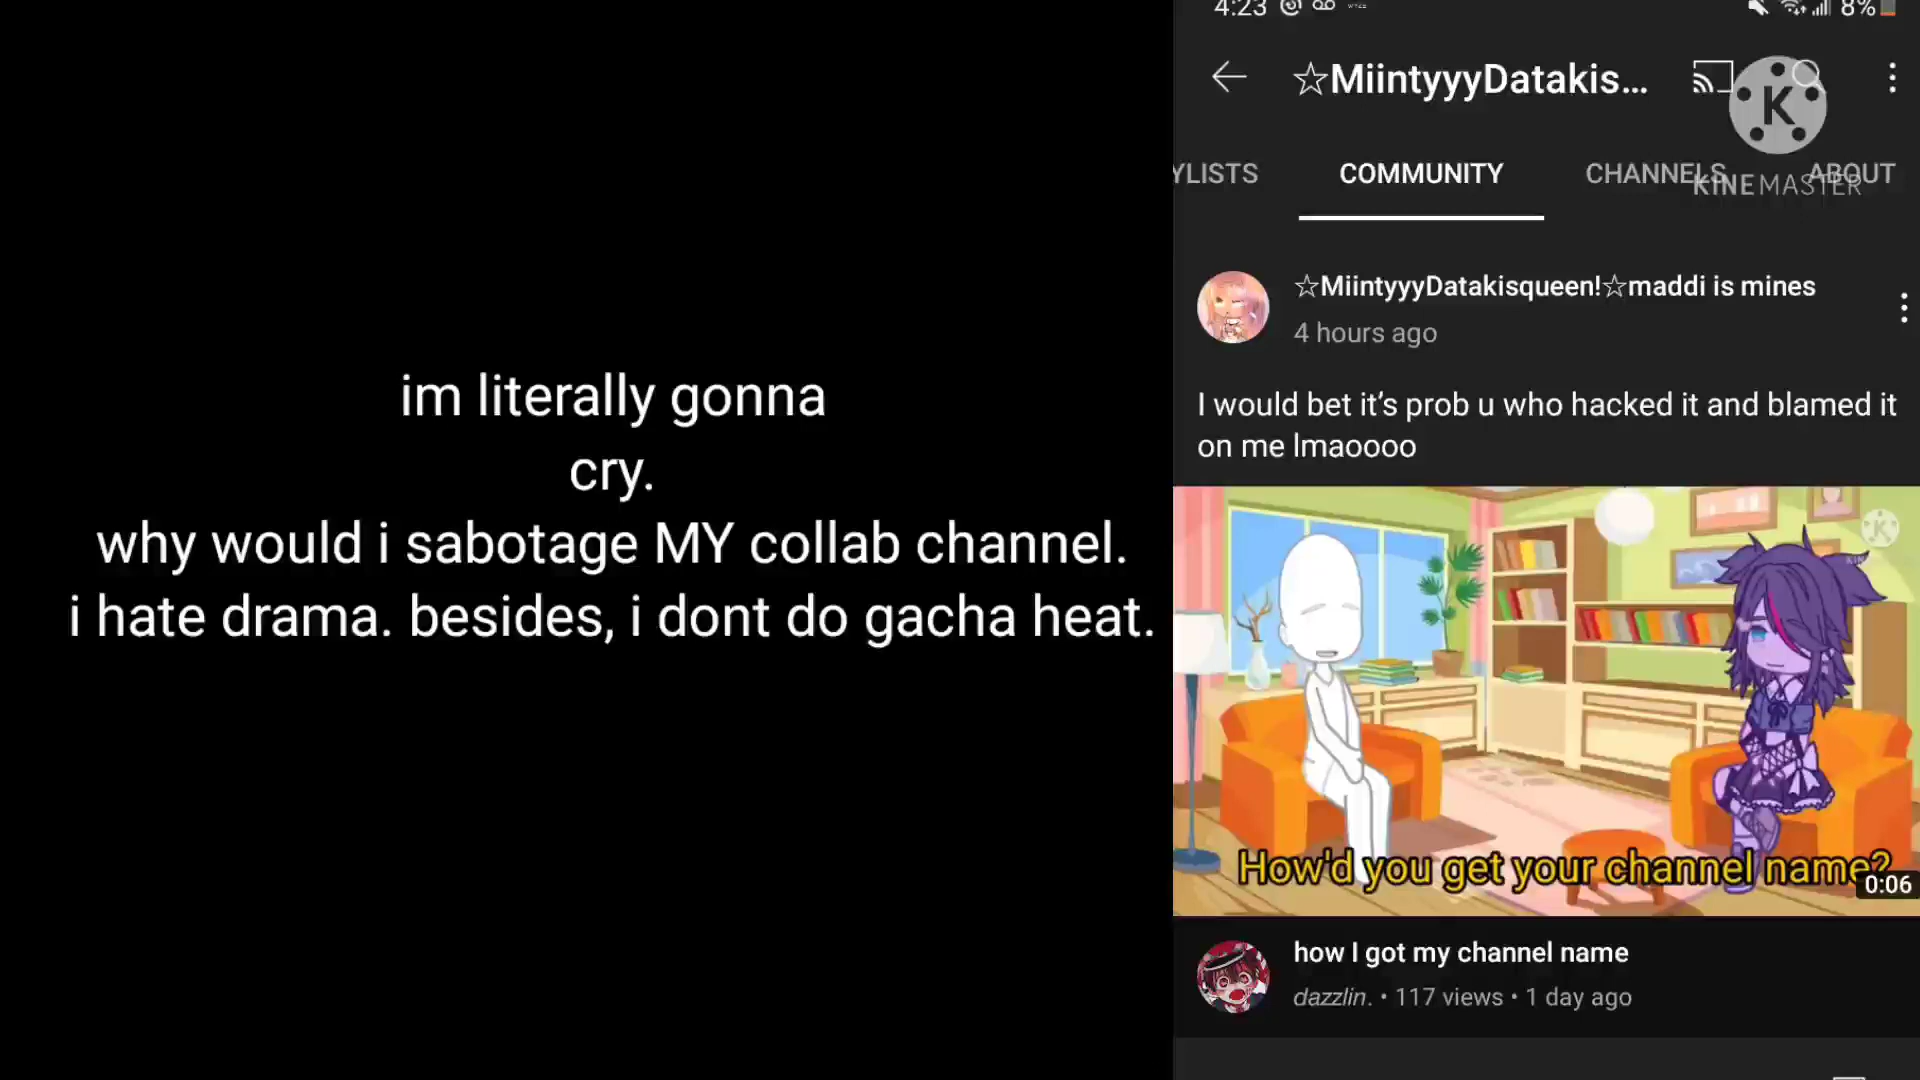 im literally gonna
cry.
why would i sabotage MY collab channel.
i hate drama. besides, i dont do gacha heat.
4:23
8%
☆MiintyyyDatakis...
K
YLISTS COMMUNITY CHANNELS ABOUT
KINEMASTER
☆MiintyyyDatakisqueen!☆maddi is mines
4 hours ago
I would bet it’s prob u who hacked it and blamed it
on me lmaoooo
K
How'd you get your channel name?
0:06
how I got my channel name
dazzlin. • 117 views • 1 day ago